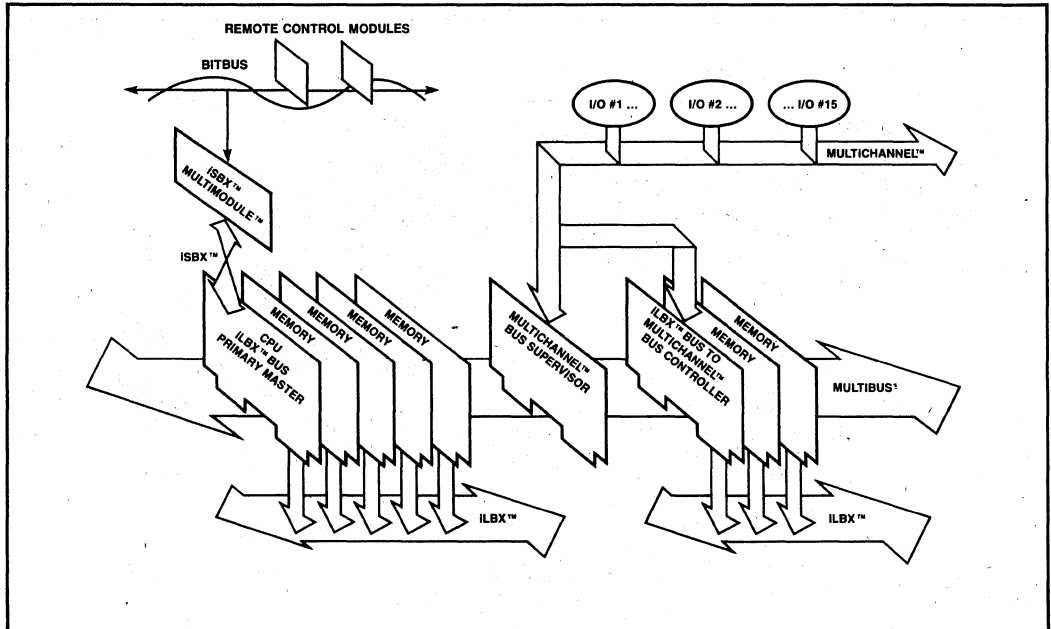 REMOTE CONTROL MODULES
BITBUS
I/O #1 ...
I/O #2 ...
... I/O #15
MULTICHANNEL™
iSBX™
MULTIMODULE™
iSBX™
CPU
iLBX™ BUS
PRIMARY MASTER
MEMORY
MEMORY
MEMORY
MEMORY
MULTICHANNEL™
BUS SUPERVISOR
iLBX™ BUS TO
MULTICHANNEL™
BUS CONTROLLER
MEMORY
MEMORY
MULTIBUS®
iLBX™
iLBX™